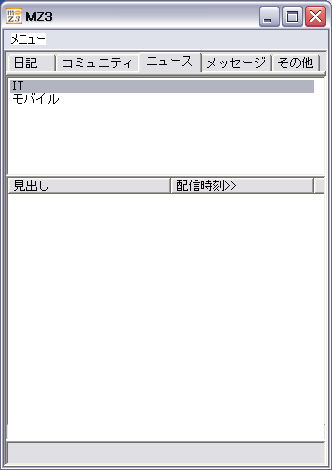 MZ3
メニュー
日記 コミュニティ ニュース メッセージ その他
IT
モバイル
見出し 配信時刻>>